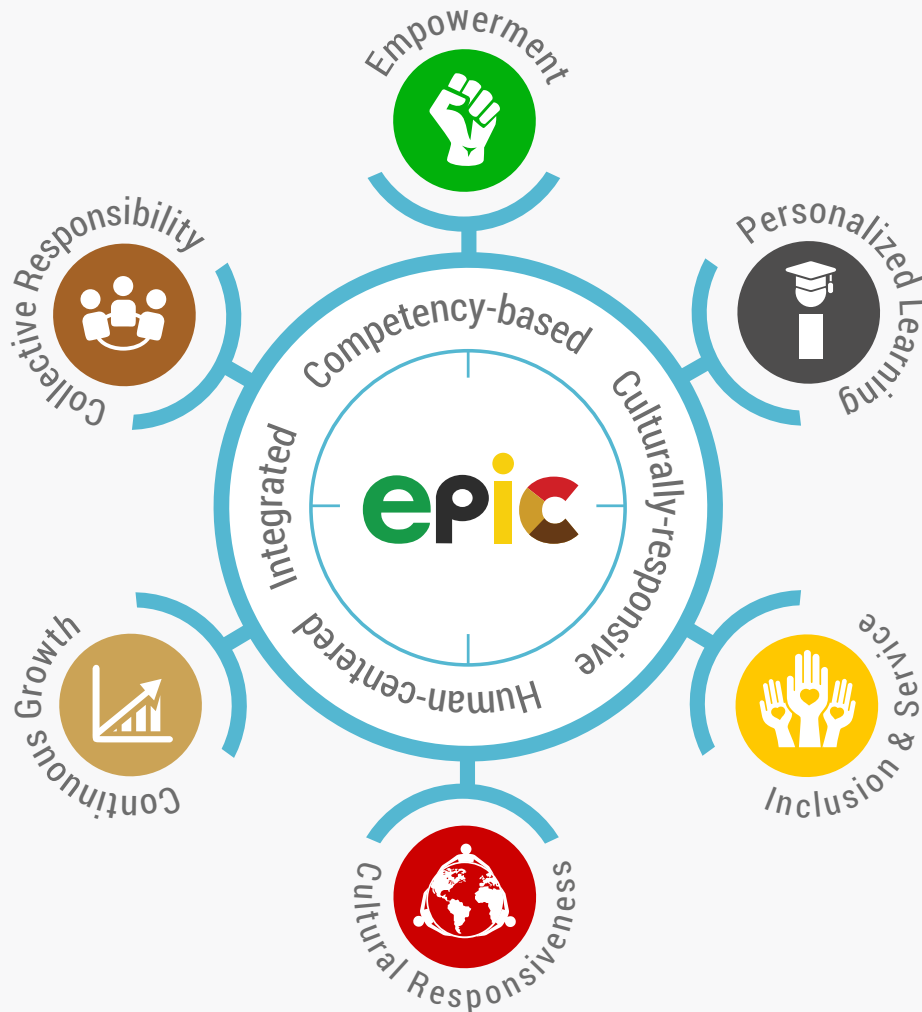 Empowerment
Personalized Learning
Inclusion & Service
Cultural Responsiveness
Continuous Growth
Collective Responsibility
Competency-based
Culturally-responsive
Human-centered
Integrated
epic